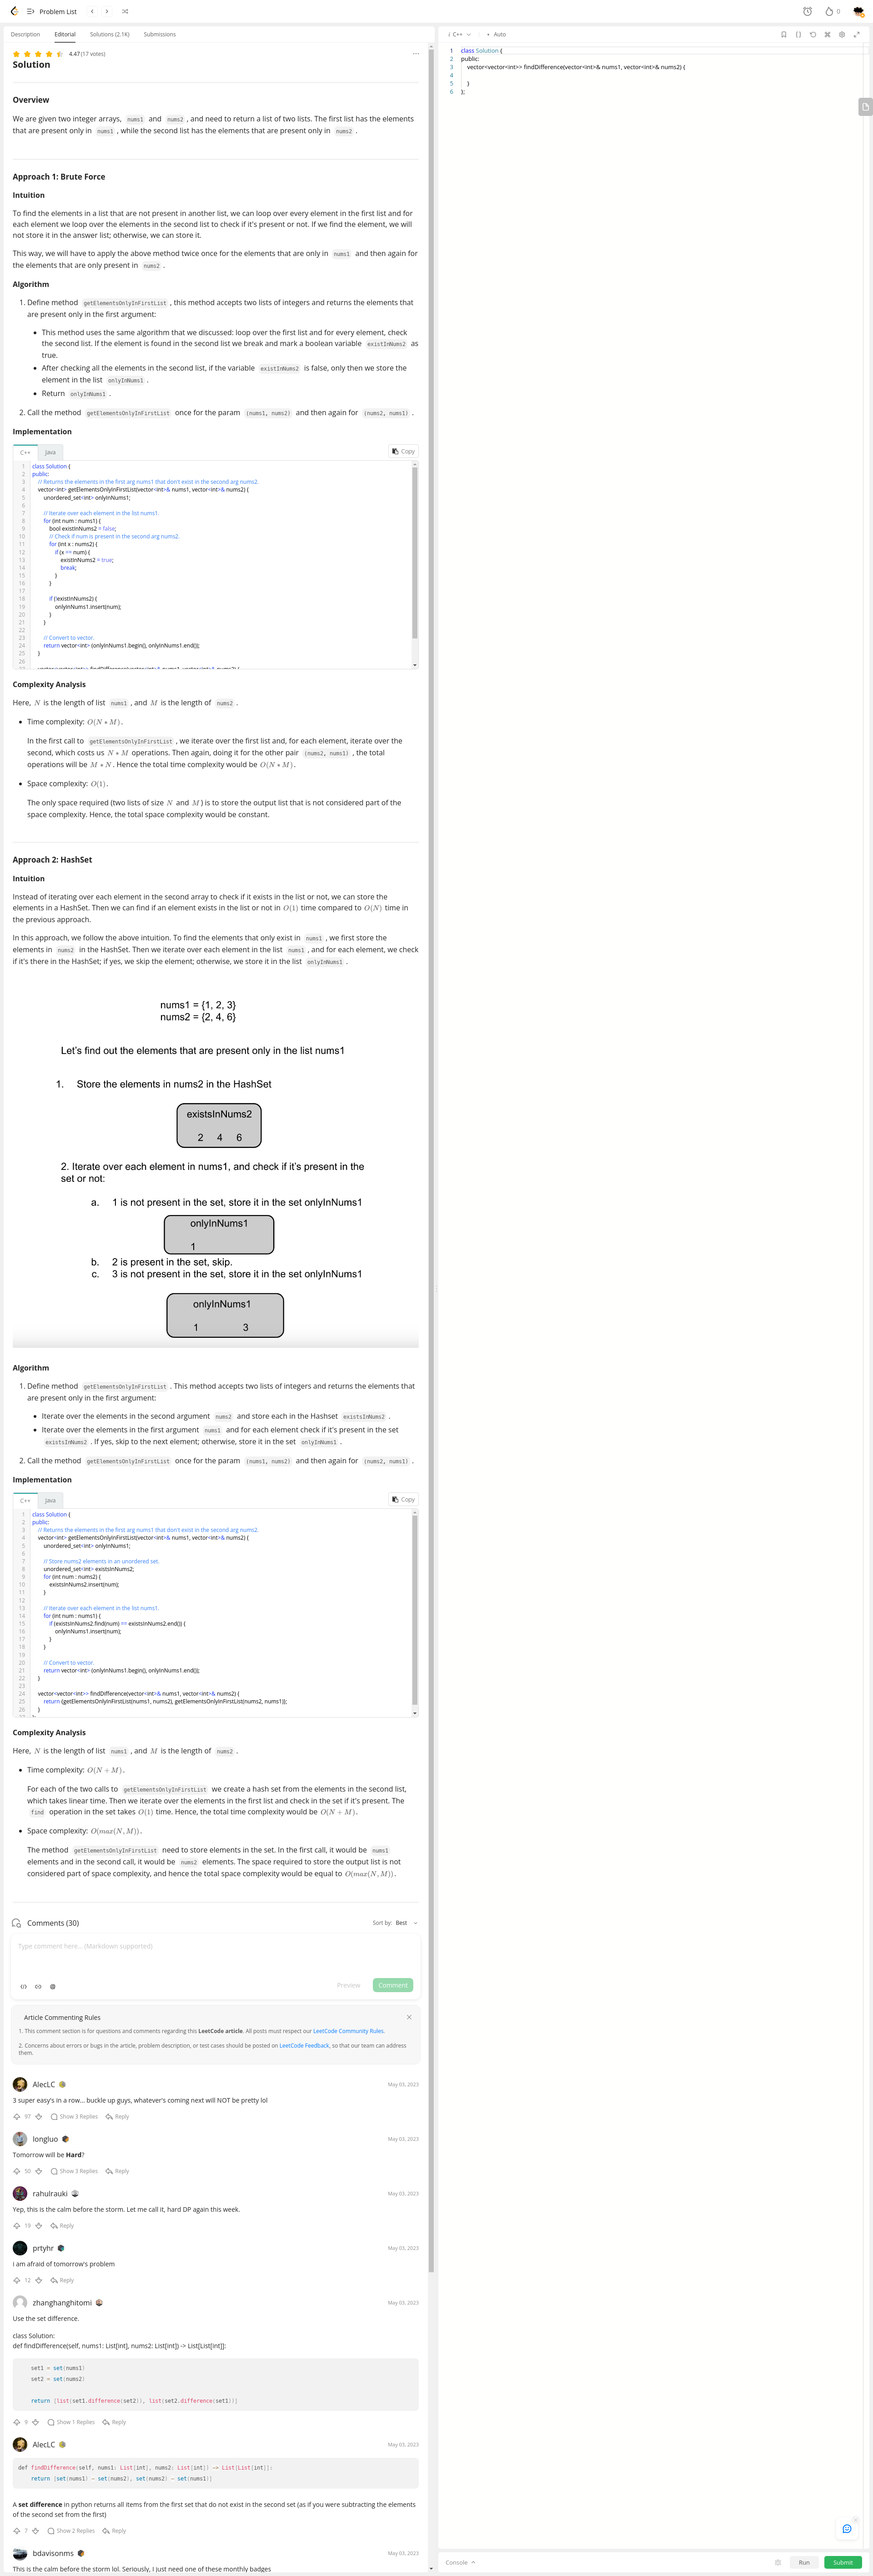 Problem List
0
Description Editorial Solutions (2.1K) Submissions
4.47 (17 votes)
Solution
Overview
We are given two integer arrays, nums1 and nums2 , and need to return a list of two lists. The first list has the elements
that are present only in nums1 , while the second list has the elements that are present only in nums2 .
Approach 1: Brute Force
Intuition
To find the elements in a list that are not present in another list, we can loop over every element in the first list and for
each element we loop over the elements in the second list to check if it's present or not. If we find the element, we will
not store it in the answer list; otherwise, we can store it.
This way, we will have to apply the above method twice once for the elements that are only in nums1 and then again for
the elements that are only present in nums2 .
Algorithm
1. Define method getElementsOnlyInFirstList , this method accepts two lists of integers and returns the elements that
are present only in the first argument:
• This method uses the same algorithm that we discussed: loop over the first list and for every element, check
the second list. If the element is found in the second list we break and mark a boolean variable existInNums2 as
true.
• After checking all the elements in the second list, if the variable existInNums2 is false, only then we store the
element in the list onlyInNums1 .
• Return onlyInNums1 .
2. Call the method getElementsOnlyInFirstList once for the param (nums1, nums2) and then again for (nums2, nums1) .
Implementation
C++ Java Copy
1 class Solution {
2 public:
3 // Returns the elements in the first arg nums1 that don't exist in the second arg nums2.
4 vector<int> getElementsOnlyInFirstList(vector<int>& nums1, vector<int>& nums2) {
5 unordered_set<int> onlyInNums1;
6
7 // Iterate over each element in the list nums1.
8 for (int num : nums1) {
9 bool existInNums2 = false;
10 // Check if num is present in the second arg nums2.
11 for (int x : nums2) {
12 if (x == num) {
13 existInNums2 = true;
14 break;
15 }
16 }
17
18 if (!existInNums2) {
19 onlyInNums1.insert(num);
20 }
21 }
22
23 // Convert to vector.
24 return vector<int> (onlyInNums1.begin(), onlyInNums1.end());
25 }
26
Complexity Analysis
Here, N is the length of list nums1 , and M is the length of nums2 .
• Time complexity: O(N * M).
In the first call to getElementsOnlyInFirstList , we iterate over the first list and, for each element, iterate over the
second, which costs us N * M operations. Then again, doing it for the other pair (nums2, nums1) , the total
operations will be M * N. Hence the total time complexity would be O(N * M).
• Space complexity: O(1).
The only space required (two lists of size N and M) is to store the output list that is not considered part of the
space complexity. Hence, the total space complexity would be constant.
Approach 2: HashSet
Intuition
Instead of iterating over each element in the second array to check if it exists in the list or not, we can store the
elements in a HashSet. Then we can find if an element exists in the list or not in O(1) time compared to O(N) time in
the previous approach.
In this approach, we follow the above intuition. To find the elements that only exist in nums1 , we first store the
elements in nums2 in the HashSet. Then we iterate over each element in the list nums1 , and for each element, we check
if it's there in the HashSet; if yes, we skip the element; otherwise, we store it in the list onlyInNums1 .
nums1 = {1, 2, 3}
nums2 = {2, 4, 6}
Let's find out the elements that are present only in the list nums1
1. Store the elements in nums2 in the HashSet
existsInNums2
2 4 6
2. Iterate over each element in nums1, and check if it's present in the
set or not:
a. 1 is not present in the set, store it in the set onlyInNums1
onlyInNums1
1
b. 2 is present in the set, skip.
c. 3 is not present in the set, store it in the set onlyInNums1
onlyInNums1
1 3
Algorithm
1. Define method getElementsOnlyInFirstList . This method accepts two lists of integers and returns the elements that
are present only in the first argument:
• Iterate over the elements in the second argument nums2 and store each in the Hashset existsInNums2 .
• Iterate over the elements in the first argument nums1 and for each element check if it's present in the set
existsInNums2 . If yes, skip to the next element; otherwise, store it in the set onlyInNums1 .
2. Call the method getElementsOnlyInFirstList once for the param (nums1, nums2) and then again for (nums2, nums1) .
Implementation
C++ Java Copy
1 class Solution {
2 public:
3 // Returns the elements in the first arg nums1 that don't exist in the second arg nums2.
4 vector<int> getElementsOnlyInFirstList(vector<int>& nums1, vector<int>& nums2) {
5 unordered_set<int> onlyInNums1;
6
7 // Store nums2 elements in an unordered set.
8 unordered_set<int> existsInNums2;
9 for (int num : nums2) {
10 existsInNums2.insert(num);
11 }
12
13 // Iterate over each element in the list nums1.
14 for (int num : nums1) {
15 if (existsInNums2.find(num) == existsInNums2.end()) {
16 onlyInNums1.insert(num);
17 }
18 }
19
20 // Convert to vector.
21 return vector<int> (onlyInNums1.begin(), onlyInNums1.end());
22 }
23
24 vector<vector<int>> findDifference(vector<int>& nums1, vector<int>& nums2) {
25 return {getElementsOnlyInFirstList(nums1, nums2), getElementsOnlyInFirstList(nums2, nums1)};
26 }
Complexity Analysis
Here, N is the length of list nums1 , and M is the length of nums2 .
• Time complexity: O(N + M).
For each of the two calls to getElementsOnlyInFirstList we create a hash set from the elements in the second list,
which takes linear time. Then we iterate over the elements in the first list and check in the set if it's present. The
find operation in the set takes O(1) time. Hence, the total time complexity would be O(N + M).
• Space complexity: O(max(N, M)).
The method getElementsOnlyInFirstList need to store elements in the set. In the first call, it would be nums1
elements and in the second call, it would be nums2 elements. The space required to store the output list is not
considered part of space complexity, and hence the total space complexity would be equal to O(max(N, M)).
Comments (30) Sort by: Best
Type comment here... (Markdown supported)
Preview Comment
Article Commenting Rules
1. This comment section is for questions and comments regarding this LeetCode article. All posts must respect our LeetCode Community Rules.
2. Concerns about errors or bugs in the article, problem description, or test cases should be posted on LeetCode Feedback, so that our team can address
them.
AlecLC May 03, 2023
3 super easy's in a row... buckle up guys, whatever's coming next will NOT be pretty lol
97 Show 3 Replies Reply
longluo May 03, 2023
Tomorrow will be Hard?
50 Show 3 Replies Reply
rahulrauki May 03, 2023
Yep, this is the calm before the storm. Let me call it, hard DP again this week.
19 Reply
prtyhr May 03, 2023
i am afraid of tomorrow's problem
12 Reply
zhanghanghitomi May 03, 2023
Use the set difference.
class Solution:
def findDifference(self, nums1: List[int], nums2: List[int]) -> List[List[int]]:
set1 = set(nums1)
set2 = set(nums2)
return [list(set1.difference(set2)), list(set2.difference(set1))]
9 Show 1 Replies Reply
AlecLC May 03, 2023
def findDifference(self, nums1: List[int], nums2: List[int]) -> List[List[int]]:
return [set(nums1) - set(nums2), set(nums2) - set(nums1)]
A set difference in python returns all items from the first set that do not exist in the second set (as if you were subtracting the elements
of the second set from the first)
7 Show 2 Replies Reply
bdavisonms May 03, 2023
This is the calm before the storm lol. Seriously, I just need one of these monthly badges
i C++ Auto
1 class Solution {
2 public:
3 vector<vector<int>> findDifference(vector<int>& nums1, vector<int>& nums2) {
4
5 }
6 };
Console Run Submit